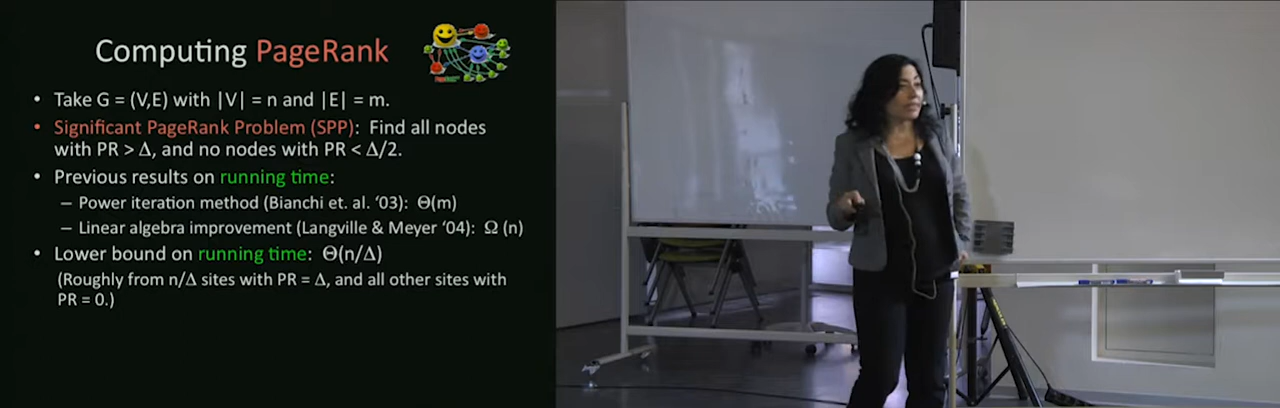 Computing PageRank
• Take G = (V,E) with |V| = n and |E| = m.
• Significant PageRank Problem (SPP): Find all nodes
with PR > Δ, and no nodes with PR < Δ/2.
• Previous results on running time:
– Power iteration method (Bianchi et. al. ‘03): Θ(m)
– Linear algebra improvement (Langville & Meyer ‘04): Ω (n)
• Lower bound on running time: Θ(n/Δ)
(Roughly from n/Δ sites with PR = Δ, and all other sites with
PR = 0.)